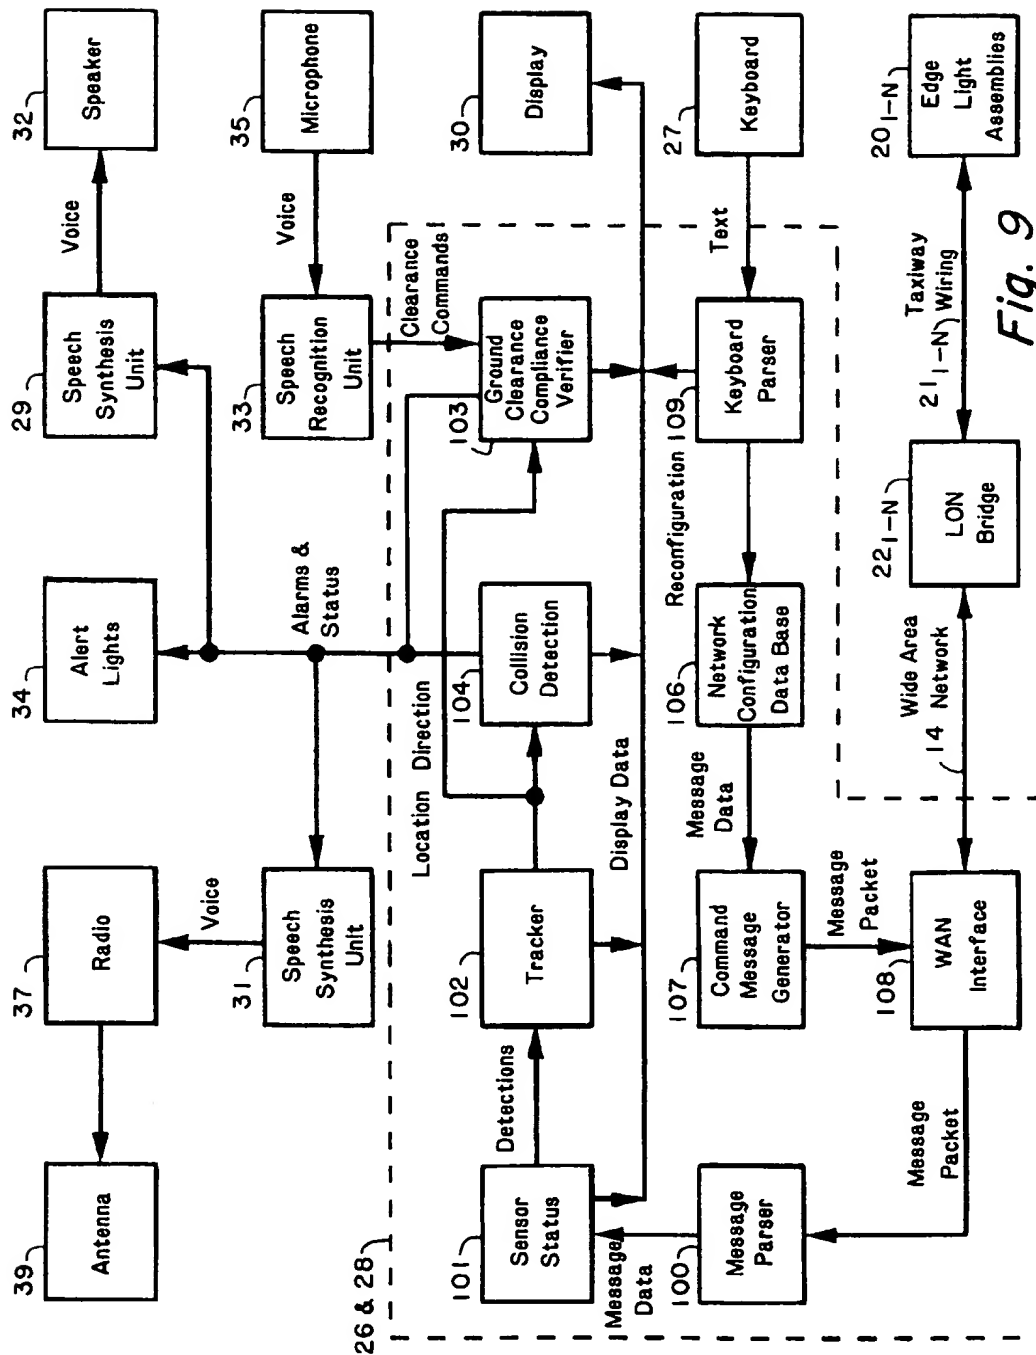 39
Antenna
37
Radio
34
Alert
Lights
29
Speech
Synthesis
Unit
Voice
32
Speaker
Voice
31
Speech
Synthesis
Unit
Alarms &
Status
33
Speech
Recognition
Unit
Voice
35
Microphone
26 & 28
Location Direction
Clearance
Commands
101
Sensor
Status
Detections
102
Tracker
104
Collision
Detection
103
Ground
Clearance
Compliance
Verifier
30
Display
Message
Data
Display Data
100
Message
Parser
107
Command
Message
Generator
Message
Data
106
Network
Configuration
Data Base
Reconfiguration
109
Keyboard
Parser
Text
27
Keyboard
Message
Packet
Message
Packet
108
WAN
Interface
Wide Area
Network
14
22 1-N
LON
Bridge
Taxiway
Wiring
21 1-N
20 1-N
Edge
Light
Assemblies
Fig. 9